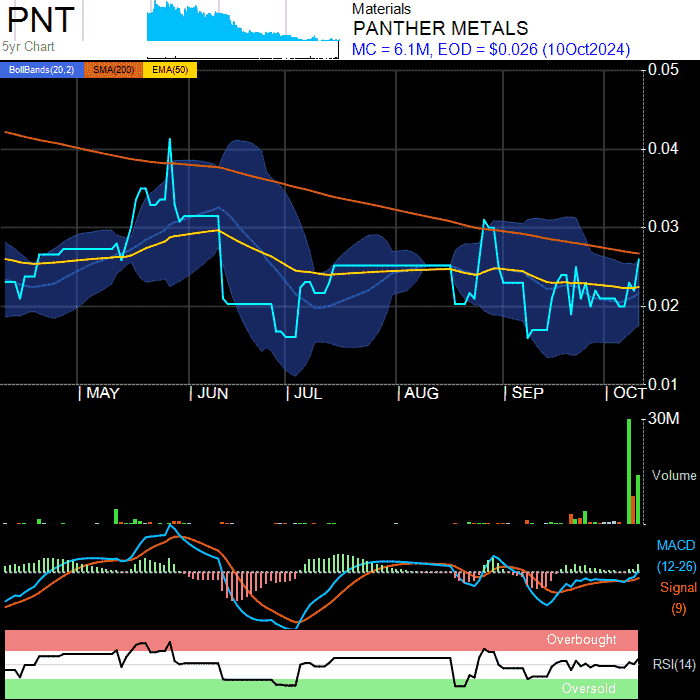 PNT
5yr Chart
Materials
PANTHER METALS
MC = 6.1M, EOD = $0.026 (10Oct2024)
BollBands(20,2) SMA(200) EMA(50)
0.05
0.04
0.03
0.02
0.01
| MAY | JUN | JUL | AUG | SEP | OCT
30M
Volume
MACD
(12-26)
Signal
(9)
Overbought
RSI(14)
Oversold